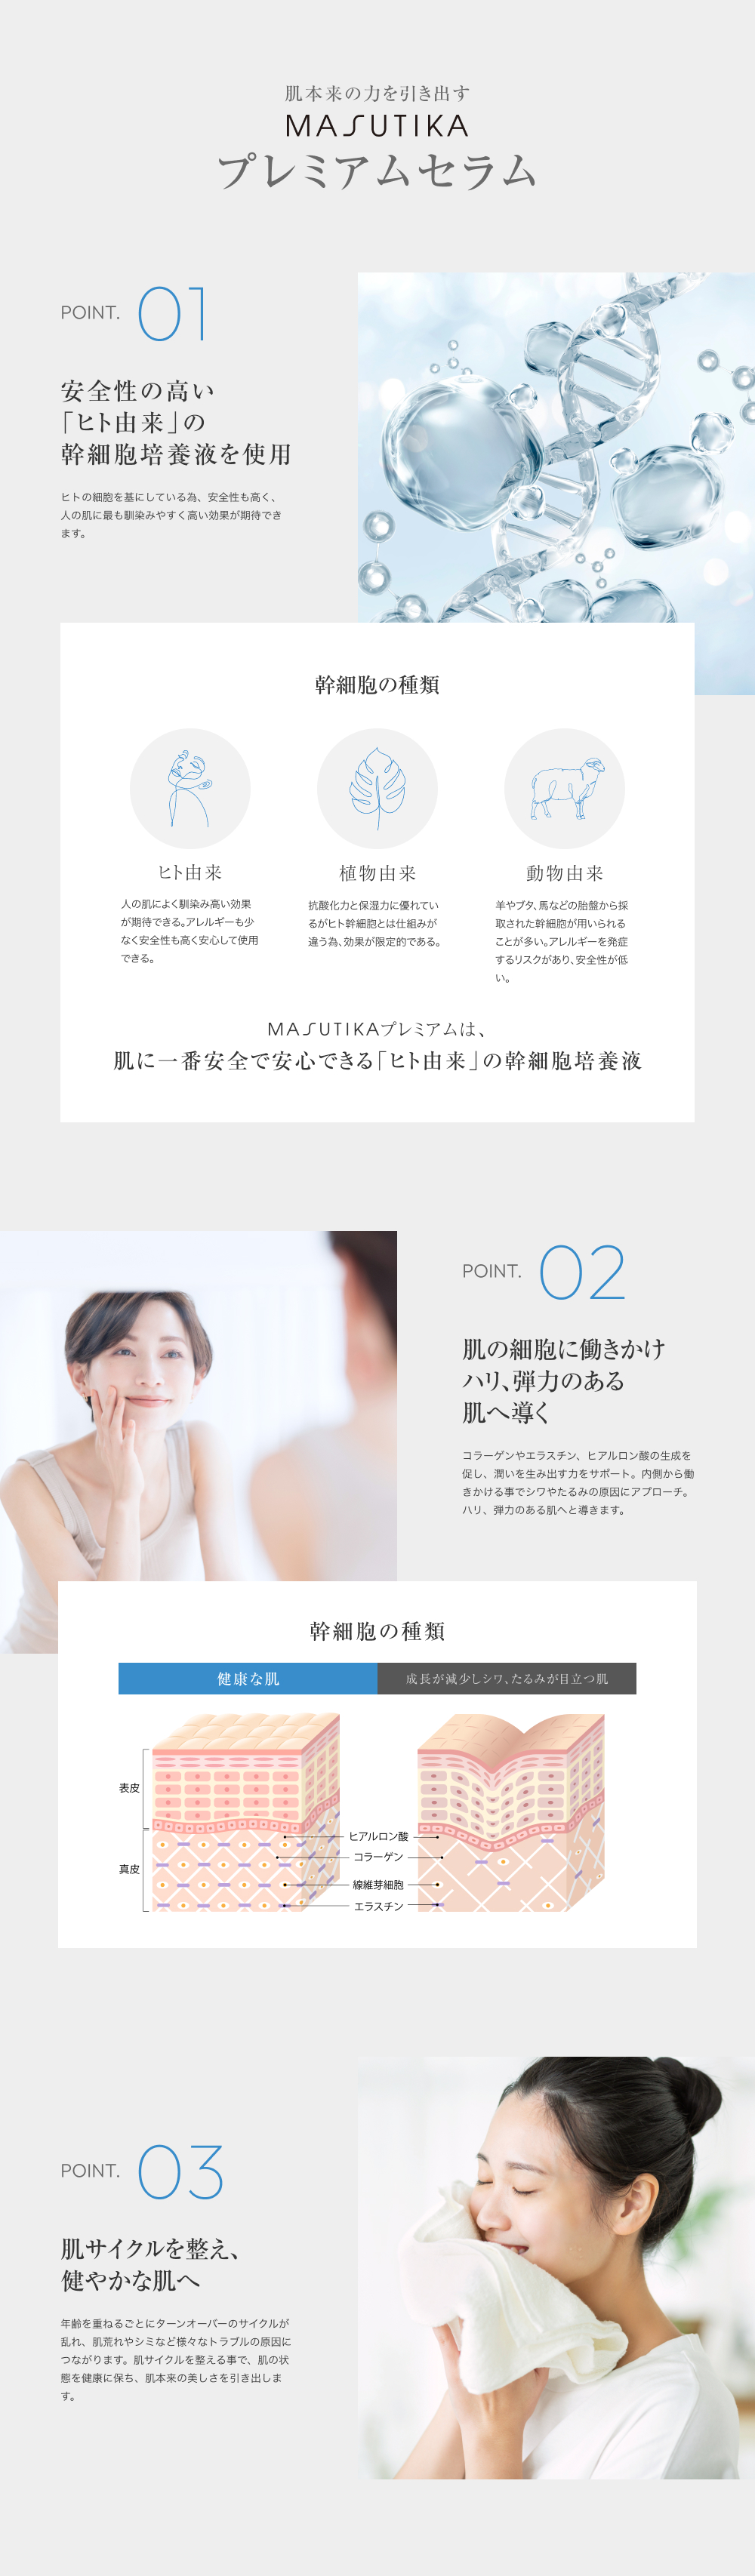 肌本来の力を引き出す
MASUTIKA
プレミアムセラム
POINT. 01
安全性の高い
「ヒト由来」の
幹細胞培養液を使用
ヒトの細胞を基にしている為、安全性も高く、
人の肌に最も馴染みやすく高い効果が期待でき
ます。
幹細胞の種類
ヒト由来
人の肌によく馴染み高い効果
が期待できる。アレルギーも少
なく安全性も高く安心して使用
できる。
植物由来
抗酸化力と保湿力に優れてい
るがヒト幹細胞とは仕組みが
違う為、効果が限定的である。
動物由来
羊やブタ、馬などの胎盤から採
取された幹細胞が用いられる
ことが多い。アレルギーを発症
するリスクがあり、安全性が低
い。
MASUTIKAプレミアムは、
肌に一番安全で安心できる「ヒト由来」の幹細胞培養液
POINT. 02
肌の細胞に働きかけ
ハリ、弾力のある
肌へ導く
コラーゲンやエラスチン、ヒアルロン酸の生成を
促し、潤いを生み出す力をサポート。内側から働
きかける事でシワやたるみの原因にアプローチ。
ハリ、弾力のある肌へと導きます。
幹細胞の種類
健康な肌
成長が減少しシワ、たるみが目立つ肌
表皮
真皮
ヒアルロン酸
コラーゲン
線維芽細胞
エラスチン
POINT. 03
肌サイクルを整え、
健やかな肌へ
年齢を重ねるごとにターンオーバーのサイクルが
乱れ、肌荒れやシミなど様々なトラブルの原因に
つながります。肌サイクルを整える事で、肌の状
態を健康に保ち、肌本来の美しさを引き出しま
す。